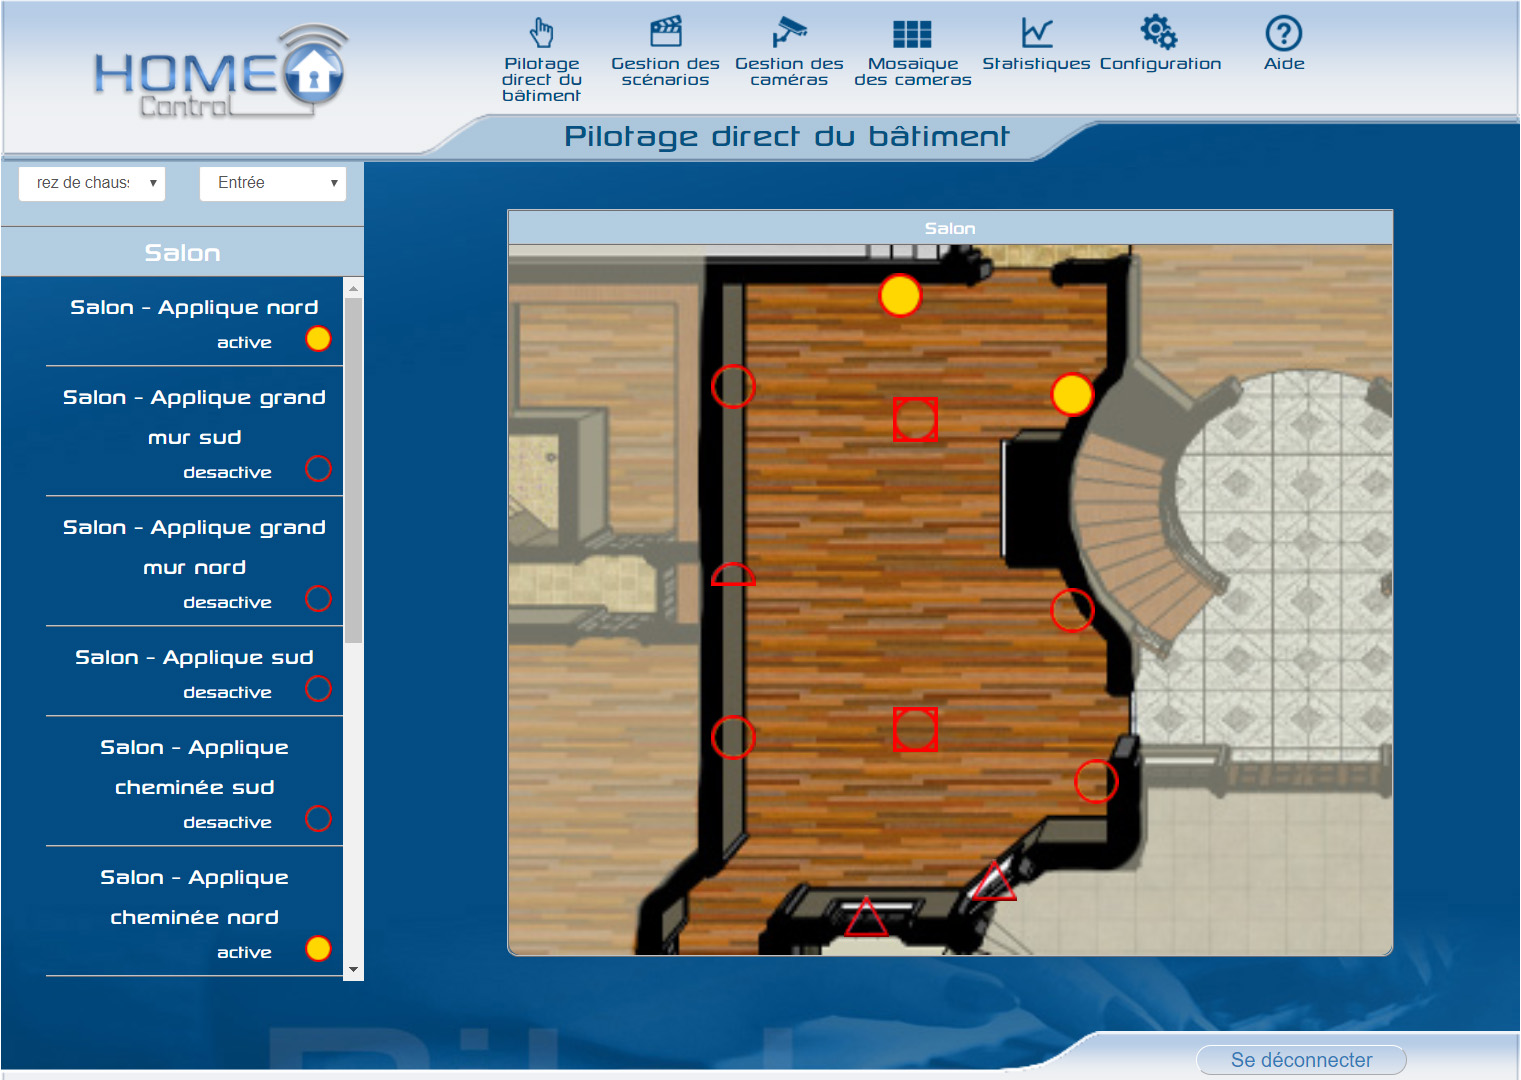 HOME
Control
Pilotage
direct du
bâtiment
Gestion des
scénarios
Gestion des
caméras
Mosaïque
des cameras
Statistiques
Configuration
Aide
Pilotage direct du bâtiment
rez de chaus
Entrée
Salon
Salon - Applique nord
active
Salon - Applique grand
mur sud
desactive
Salon - Applique grand
mur nord
desactive
Salon - Applique sud
desactive
Salon - Applique
cheminée sud
desactive
Salon - Applique
cheminée nord
active
Salon
Se déconnecter